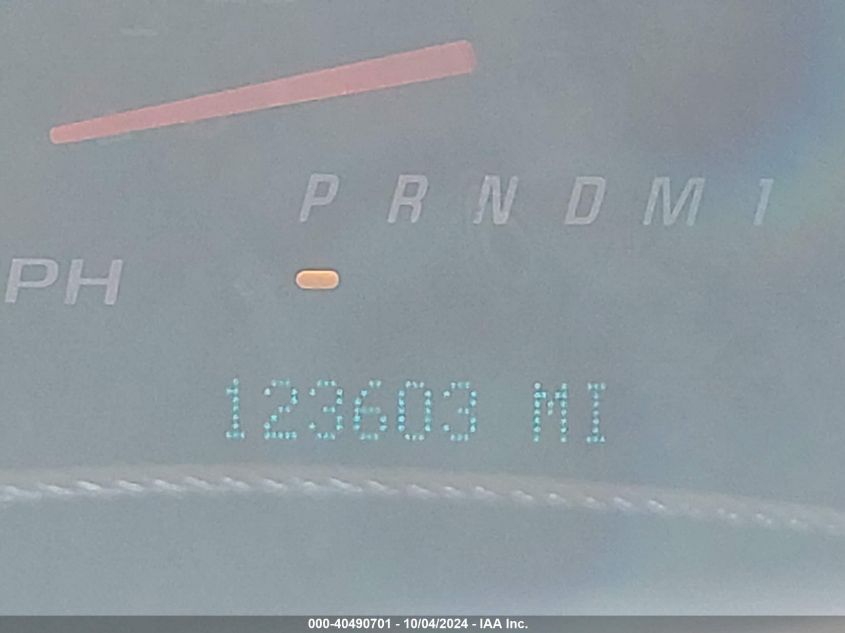 P R N D M 1
PH
123603 MI
000-40490701 - 10/04/2024 - IAA Inc.